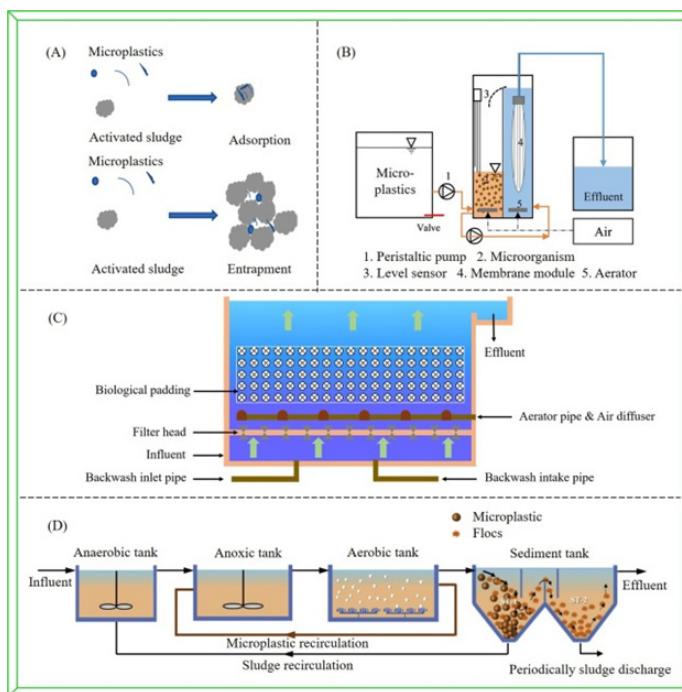 (A)
Microplastics
Activated sludge
Adsorption
Microplastics
Activated sludge
Entrapment
(B)
3
4
Micro-
plastics
1
2
5
Valve
Effluent
Air
1. Peristaltic pump 2. Microorganism
3. Level sensor 4. Membrane module 5. Aerator
(C)
Effluent
Biological padding
Aerator pipe & Air diffuser
Filter head
Influent
Backwash inlet pipe
Backwash intake pipe
(D)
Microplastic
Flocs
Anaerobic tank
Anoxic tank
Aerobic tank
Sediment tank
Influent
Effluent
ST-2
Microplastic recirculation
Sludge recirculation
Periodically sludge discharge